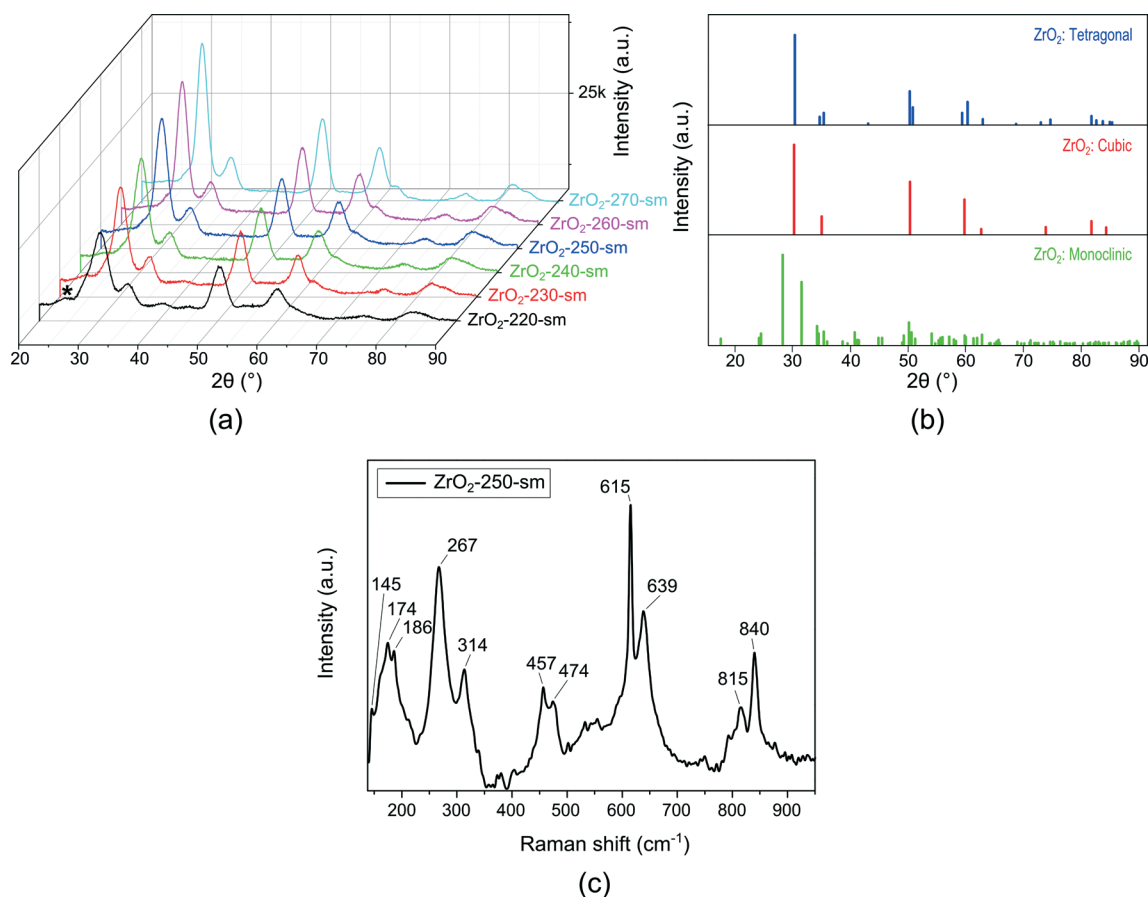 Intensity (a.u.)
25k
ZrO₂-270-sm
ZrO₂-260-sm
ZrO₂-250-sm
ZrO₂-240-sm
ZrO₂-230-sm
ZrO₂-220-sm
*
20 30 40 50 60 70 80 90
2θ (°)
(a)
Intensity (a.u.)
ZrO₂: Tetragonal
ZrO₂: Cubic
ZrO₂: Monoclinic
20 30 40 50 60 70 80 90
2θ (°)
(b)
Intensity (a.u.)
ZrO₂-250-sm
145
174
186
267
314
457
474
615
639
815
840
200 300 400 500 600 700 800 900
Raman shift (cm⁻¹)
(c)